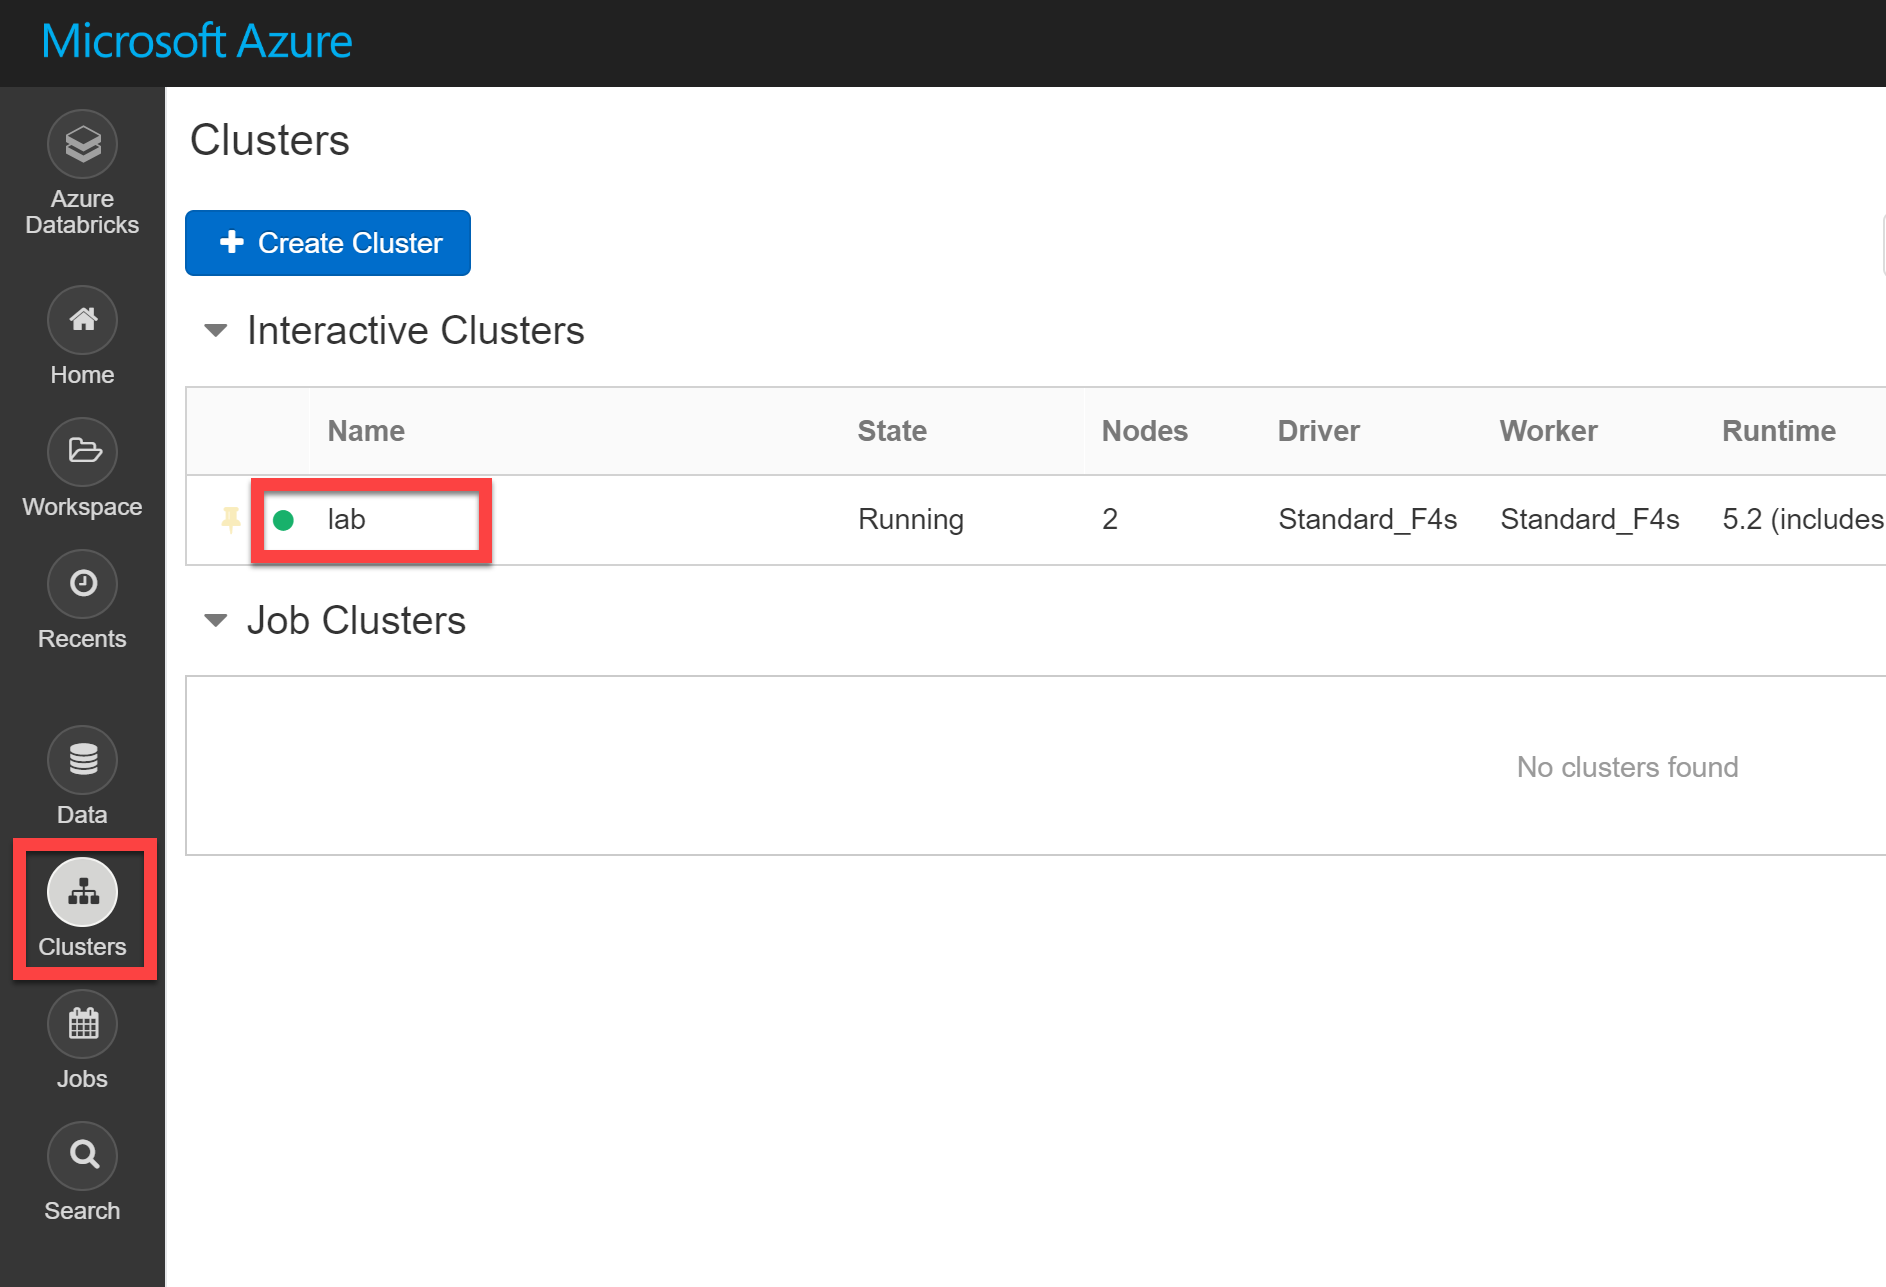 Microsoft Azure
Azure
Databricks
Home
Workspace
Recents
Data
Clusters
Jobs
Search
Clusters
Create Cluster
Interactive Clusters
Name State Nodes Driver Worker Runtime
lab Running 2 Standard_F4s Standard_F4s 5.2 (includes
Job Clusters
No clusters found